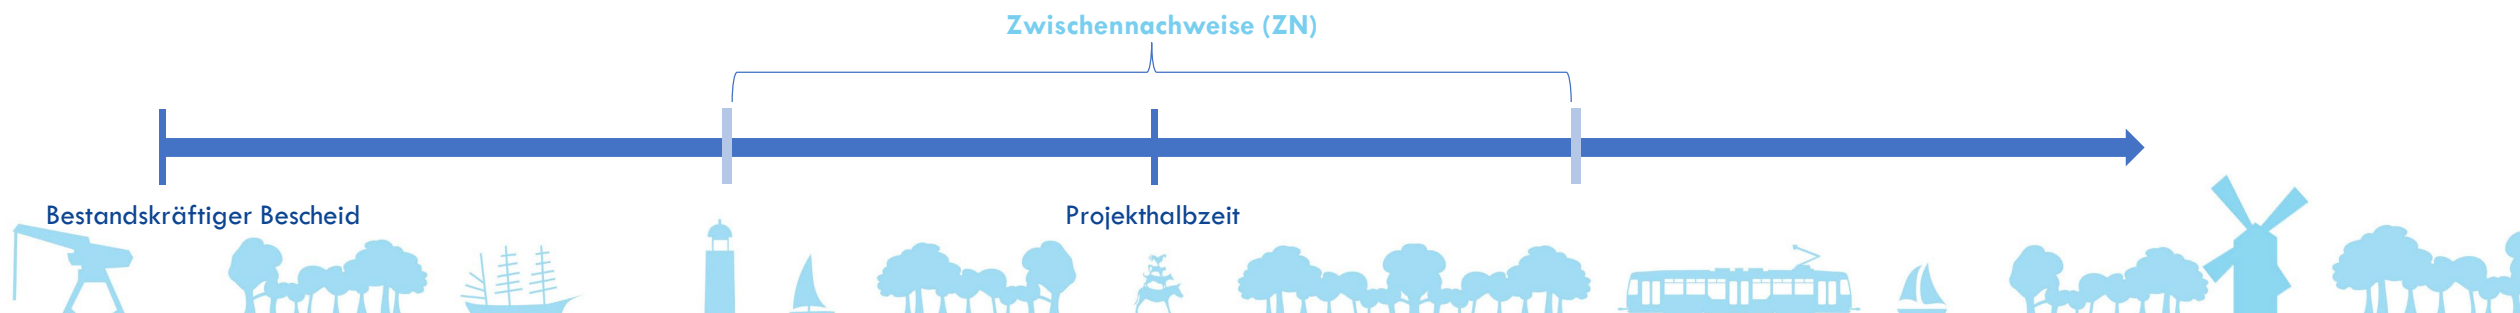 Zwischennachweise (ZN)
Bestandskräftiger Bescheid
Projekthalbzeit